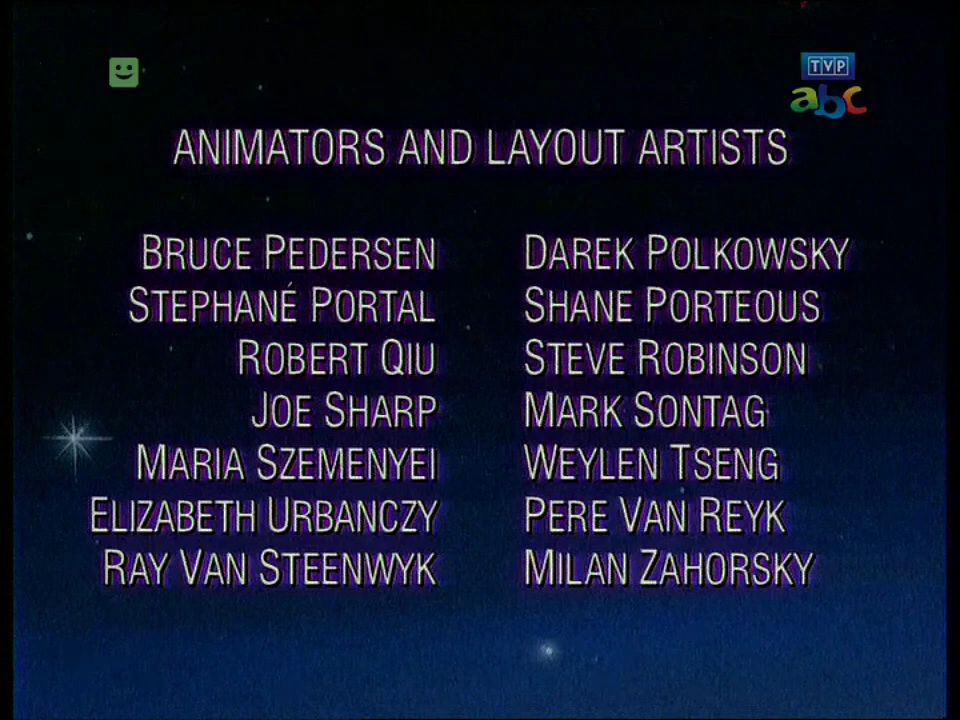 TVP
abc
ANIMATORS AND LAYOUT ARTISTS
BRUCE PEDERSEN DAREK POLKOWSKY
STEPHANÉ PORTAL SHANE PORTEOUS
ROBERT QIU STEVE ROBINSON
JOE SHARP MARK SONTAG
MARIA SZEMENYEI WEYLEN TSENG
ELIZABETH URBANCZY PERE VAN REYK
RAY VAN STEENWYK MILAN ZAHORSKY